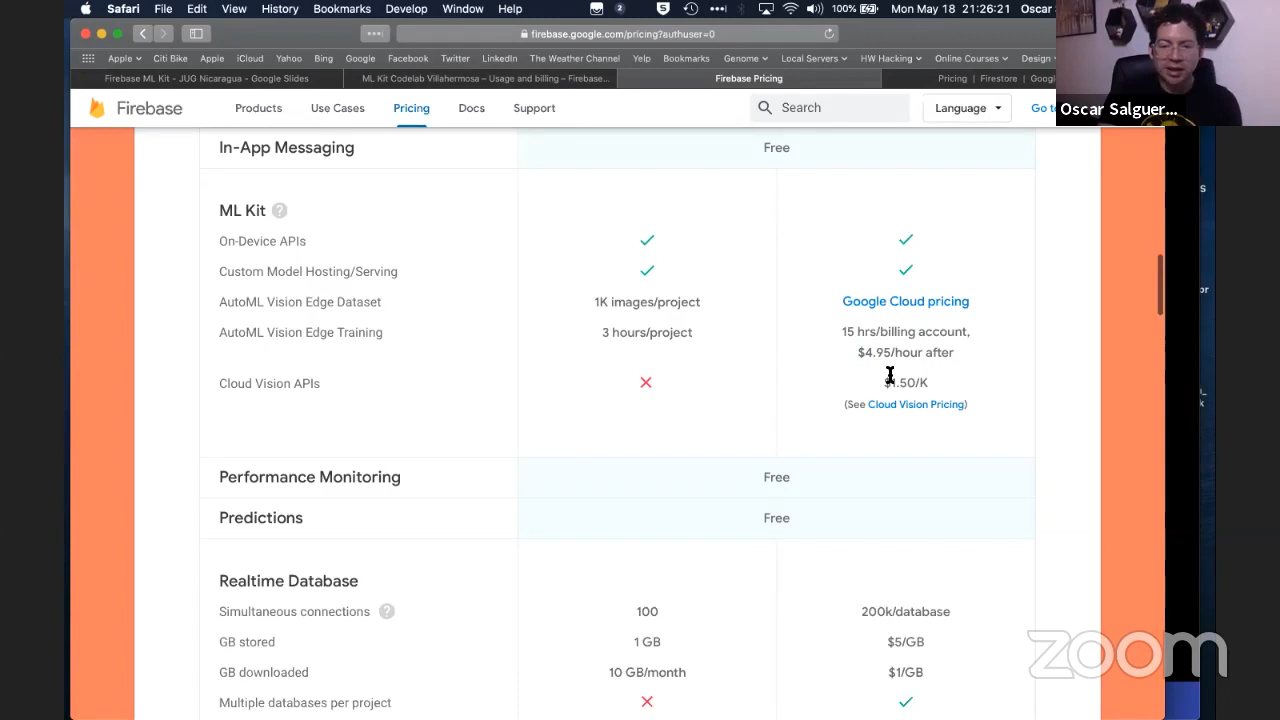 Safari File Edit View History Bookmarks Develop Window Help 2 S 100% Mon May 18 21:26:21 Oscar
firebase.google.com/pricing?authuser=0
Apple Citi Bike Apple iCloud Yahoo Bing Google Facebook Twitter LinkedIn The Weather Channel Yelp Bookmarks Genome Local Servers HW Hacking Online Courses Design
Firebase ML Kit - JUG Nicaragua - Google Slides ML Kit Codelab Villahermosa – Usage and billing – Firebase... Firebase Pricing Pricing | Firestore | Goog
Oscar Salguer...
Firebase Products Use Cases Pricing Docs Support Search Language Go to
In-App Messaging Free
ML Kit ?
On-Device APIs
Custom Model Hosting/Serving
AutoML Vision Edge Dataset 1K images/project Google Cloud pricing
AutoML Vision Edge Training 3 hours/project 15 hrs/billing account,
$4.95/hour after
Cloud Vision APIs $1.50/K
(See Cloud Vision Pricing)
Performance Monitoring Free
Predictions Free
Realtime Database
Simultaneous connections ? 100 200k/database
GB stored 1 GB $5/GB
GB downloaded 10 GB/month $1/GB
Multiple databases per project
zoom